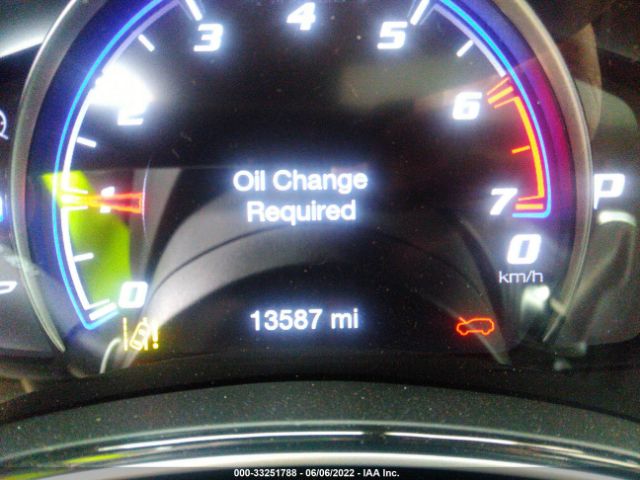 3 4 5
2 6
Oil Change
1 Required 7 P
0 0
km/h
13587 mi
000-33251788 - 06/06/2022 - IAA Inc.